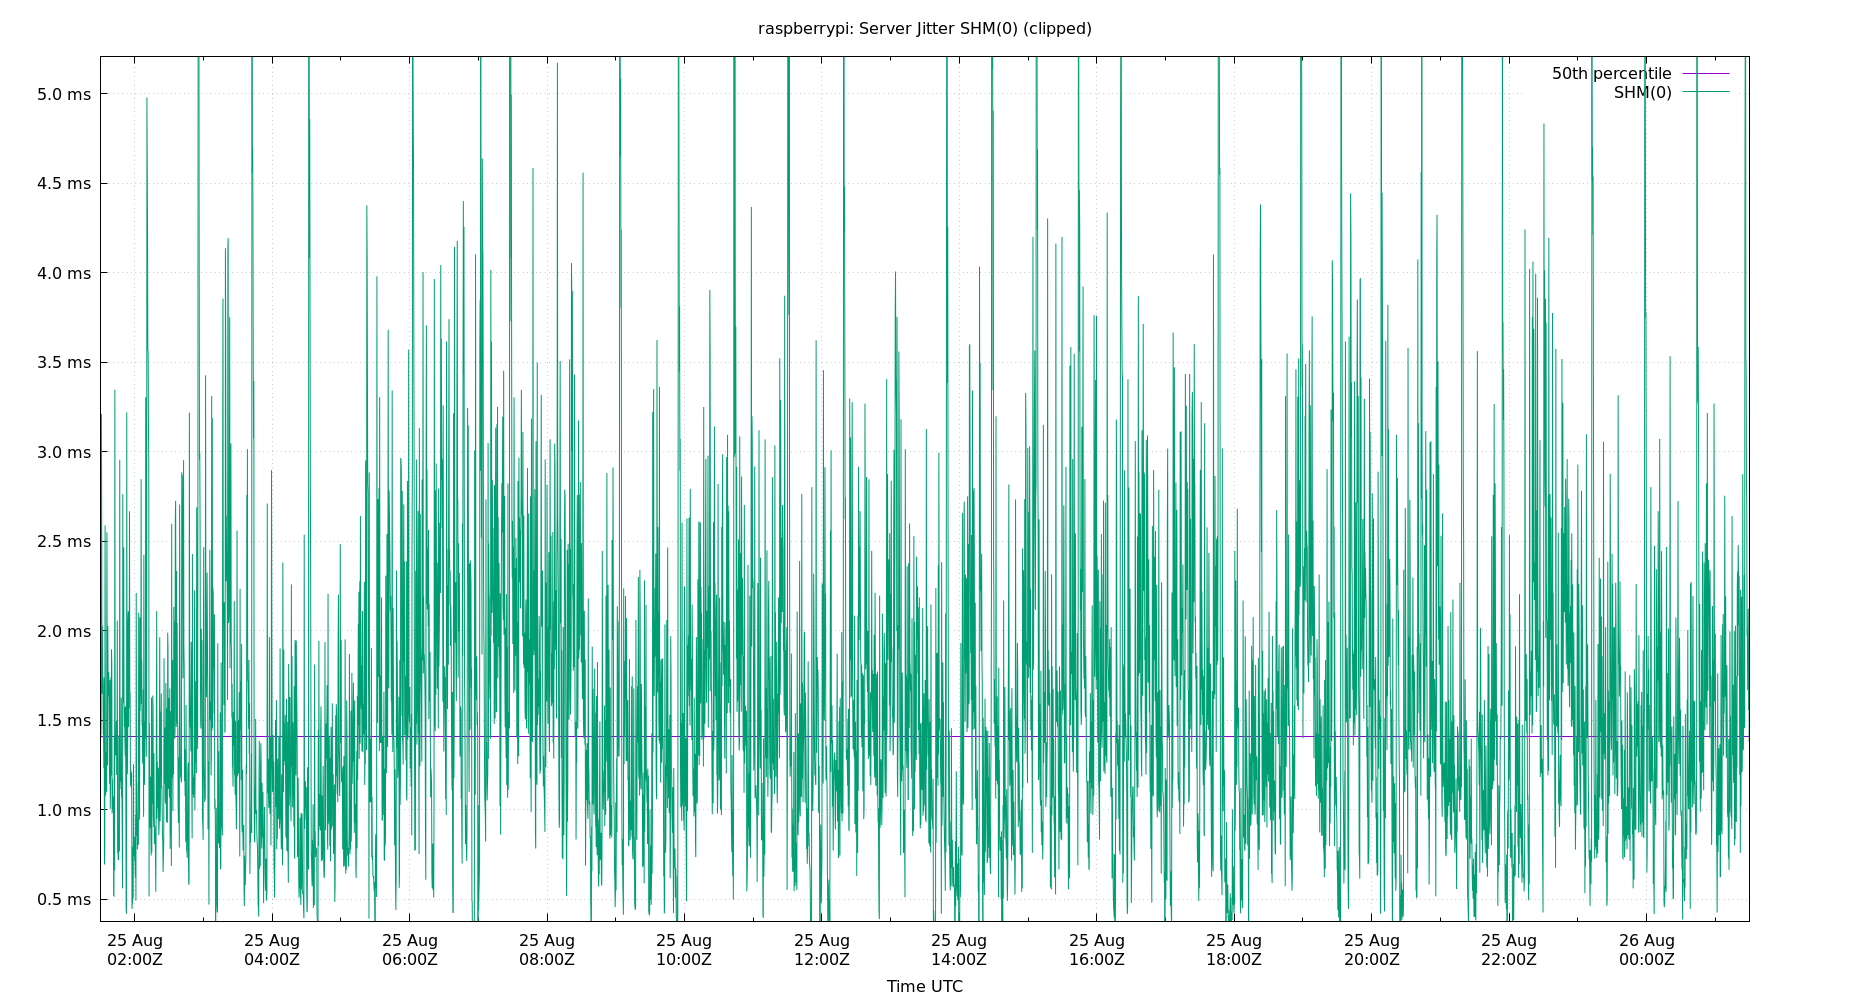 raspberrypi: Server Jitter SHM(0) (clipped)
50th percentile
SHM(0)
5.0 ms
4.5 ms
4.0 ms
3.5 ms
3.0 ms
2.5 ms
2.0 ms
1.5 ms
1.0 ms
0.5 ms
25 Aug 25 Aug 25 Aug 25 Aug 25 Aug 25 Aug 25 Aug 25 Aug 25 Aug 25 Aug 25 Aug 26 Aug
02:00Z 04:00Z 06:00Z 08:00Z 10:00Z 12:00Z 14:00Z 16:00Z 18:00Z 20:00Z 22:00Z 00:00Z
Time UTC